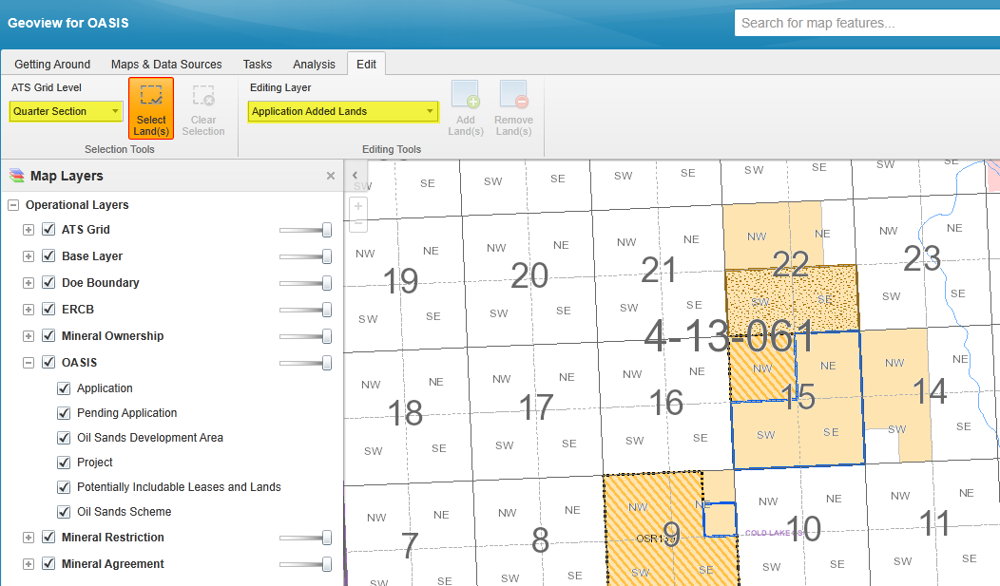 Geoview for OASIS
Search for map features...
Getting Around Maps & Data Sources Tasks Analysis Edit
ATS Grid Level
Quarter Section
Select
Land(s)
Clear
Selection
Selection Tools
Editing Layer
Application Added Lands
Add
Land(s)
Remove
Land(s)
Editing Tools
Map Layers
Operational Layers
ATS Grid
Base Layer
Doe Boundary
ERCB
Mineral Ownership
OASIS
Application
Pending Application
Oil Sands Development Area
Project
Potentially Includable Leases and Lands
Oil Sands Scheme
Mineral Restriction
Mineral Agreement
SW SE SW SE SW SE SW SE SW SE
NW NE NW NE NW NE NW NE NW NE
19 20 21 22 23
SW SE SW SE SW SE SW SE SW SE
4-13-061
NW NE NW NE NW NE NW NE NW NE
18 17 16 15 14
SW SE SW SE SW SE SW SE SW SE
NW NE NW NE NW NE NW NE NW NE
7 8 9 10 11
COLD LAKE
SW SE SW SE SW SE SW SE SW SE